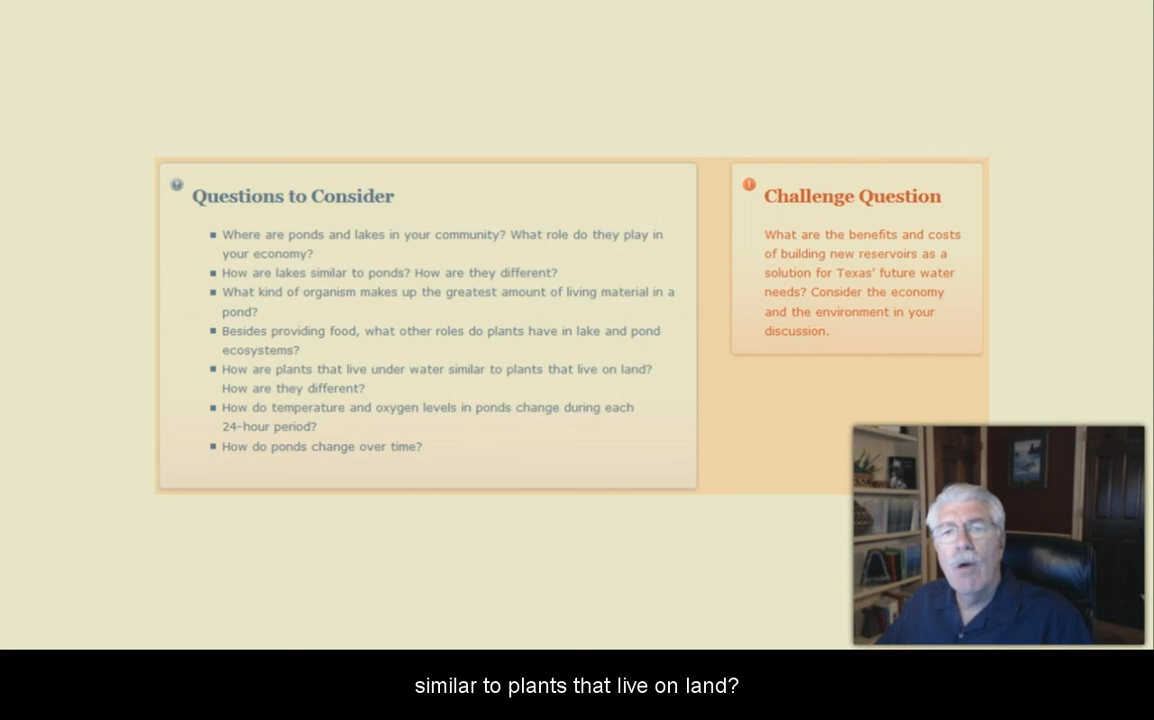 Questions to Consider
Where are ponds and lakes in your community? What role do they play in
your economy?
How are lakes similar to ponds? How are they different?
What kind of organism makes up the greatest amount of living material in a
pond?
Besides providing food, what other roles do plants have in lake and pond
ecosystems?
How are plants that live under water similar to plants that live on land?
How are they different?
How do temperature and oxygen levels in ponds change during each
24-hour period?
How do ponds change over time?
Challenge Question
What are the benefits and costs
of building new reservoirs as a
solution for Texas' future water
needs? Consider the economy
and the environment in your
discussion.
similar to plants that live on land?